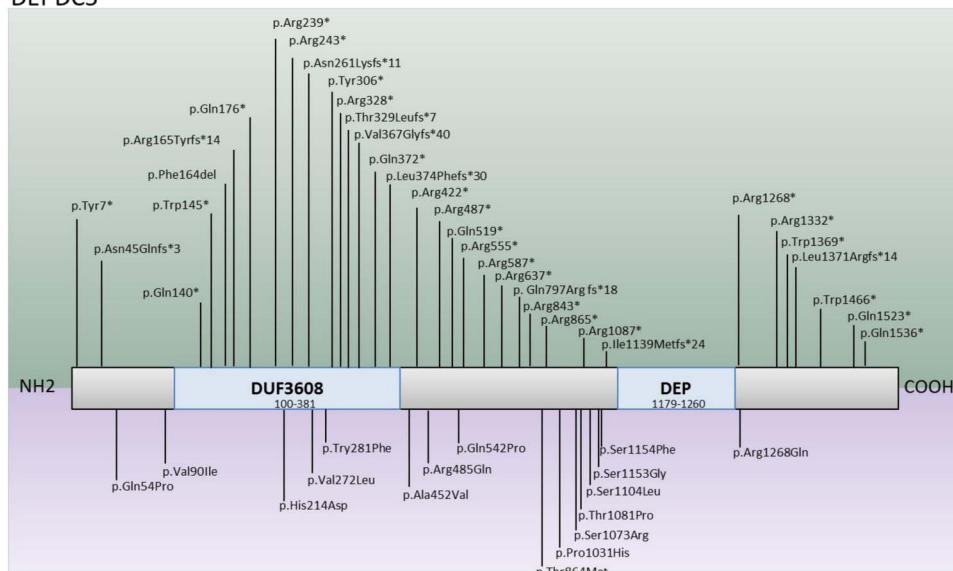 p.Arg239*
p.Arg243*
p.Asn261Lysfs*11
p.Tyr306*
p.Arg328*
p.Gln176*
p.Thr329Leufs*7
p.Val367Glyfs*40
p.Arg165Tyrfs*14
p.Gln372*
p.Phe164del
p.Leu374Phefs*30
p.Arg422*
p.Arg1268*
p.Tyr7*
p.Trp145*
p.Arg487*
p.Arg1332*
p.Gln519*
p.Trp1369*
p.Asn45Glnfs*3
p.Arg555*
p.Leu1371Argfs*14
p.Arg587*
p.Arg637*
p.Gln140*
p. Gln797Arg fs*18
p.Trp1466*
p.Arg843*
p.Arg865*
p.Gln1523*
p.Arg1087*
p.Gln1536*
p.Ile1139Metfs*24
NH2
DUF3608
100-381
DEP
1179-1260
COOH
p.Try281Phe
p.Gln542Pro
p.Ser1154Phe
p.Arg1268Gln
p.Val90Ile
p.Arg485Gln
p.Ser1153Gly
p.Gln54Pro
p.Val272Leu
p.Ala452Val
p.Ser1104Leu
p.His214Asp
p.Thr1081Pro
p.Ser1073Arg
p.Pro1031His
p.Thr864Met